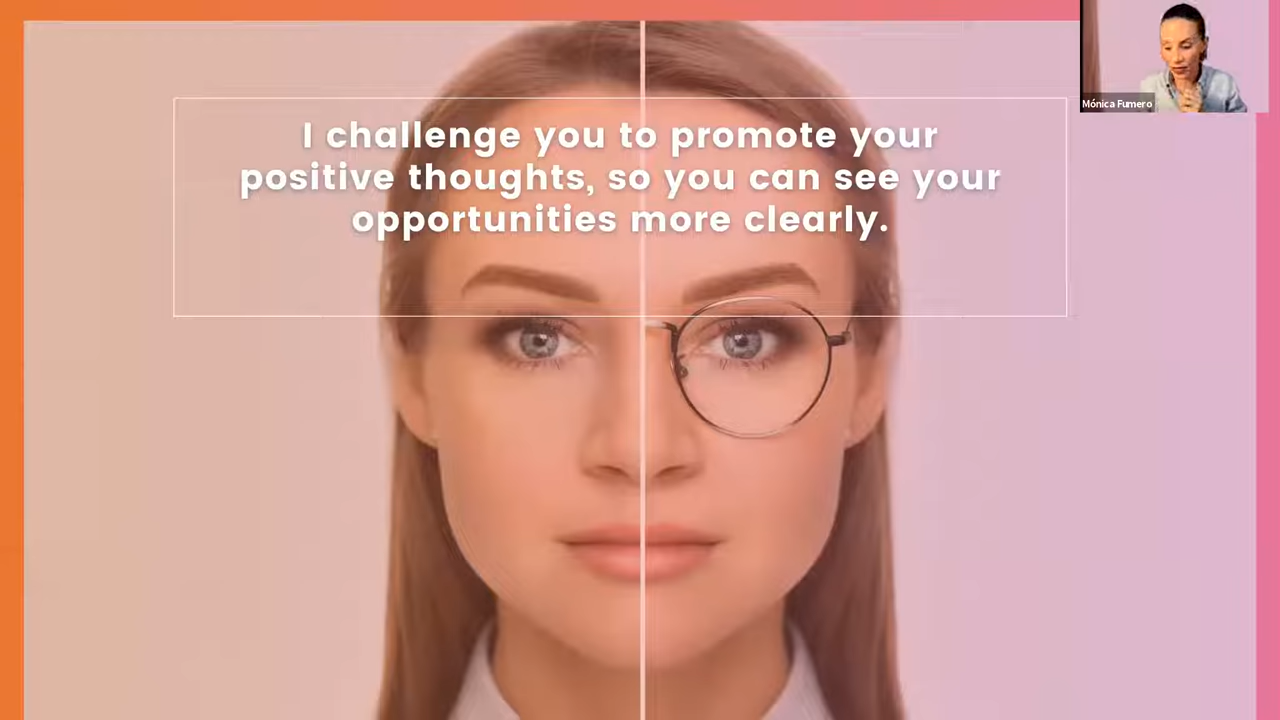 I challenge you to promote your
positive thoughts, so you can see your
opportunities more clearly.
Mónica Fumero